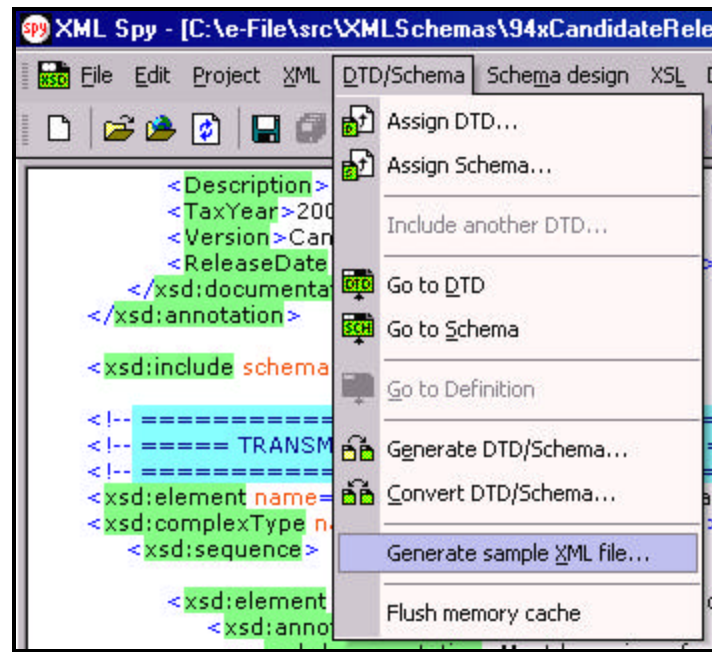 XML Spy - [C:\e-File\src\XMLSchemas\94xCandidateRele
File Edit Project XML DTD/Schema Schema design XSL
Assign DTD...
Assign Schema...
Include another DTD...
Go to DTD
Go to Schema
Go to Definition
Generate DTD/Schema...
Convert DTD/Schema...
Generate sample XML file...
Flush memory cache
<Description>
<TaxYear>200
<Version>Can
<ReleaseDate
</xsd:documenta
</xsd:annotation>
<xsd:include schema
<!-- ============
<!-- ===== TRANSM
<!-- ============
<xsd:element name=
<xsd:complexType n
<xsd:sequence>
<xsd:element
<xsd:anno